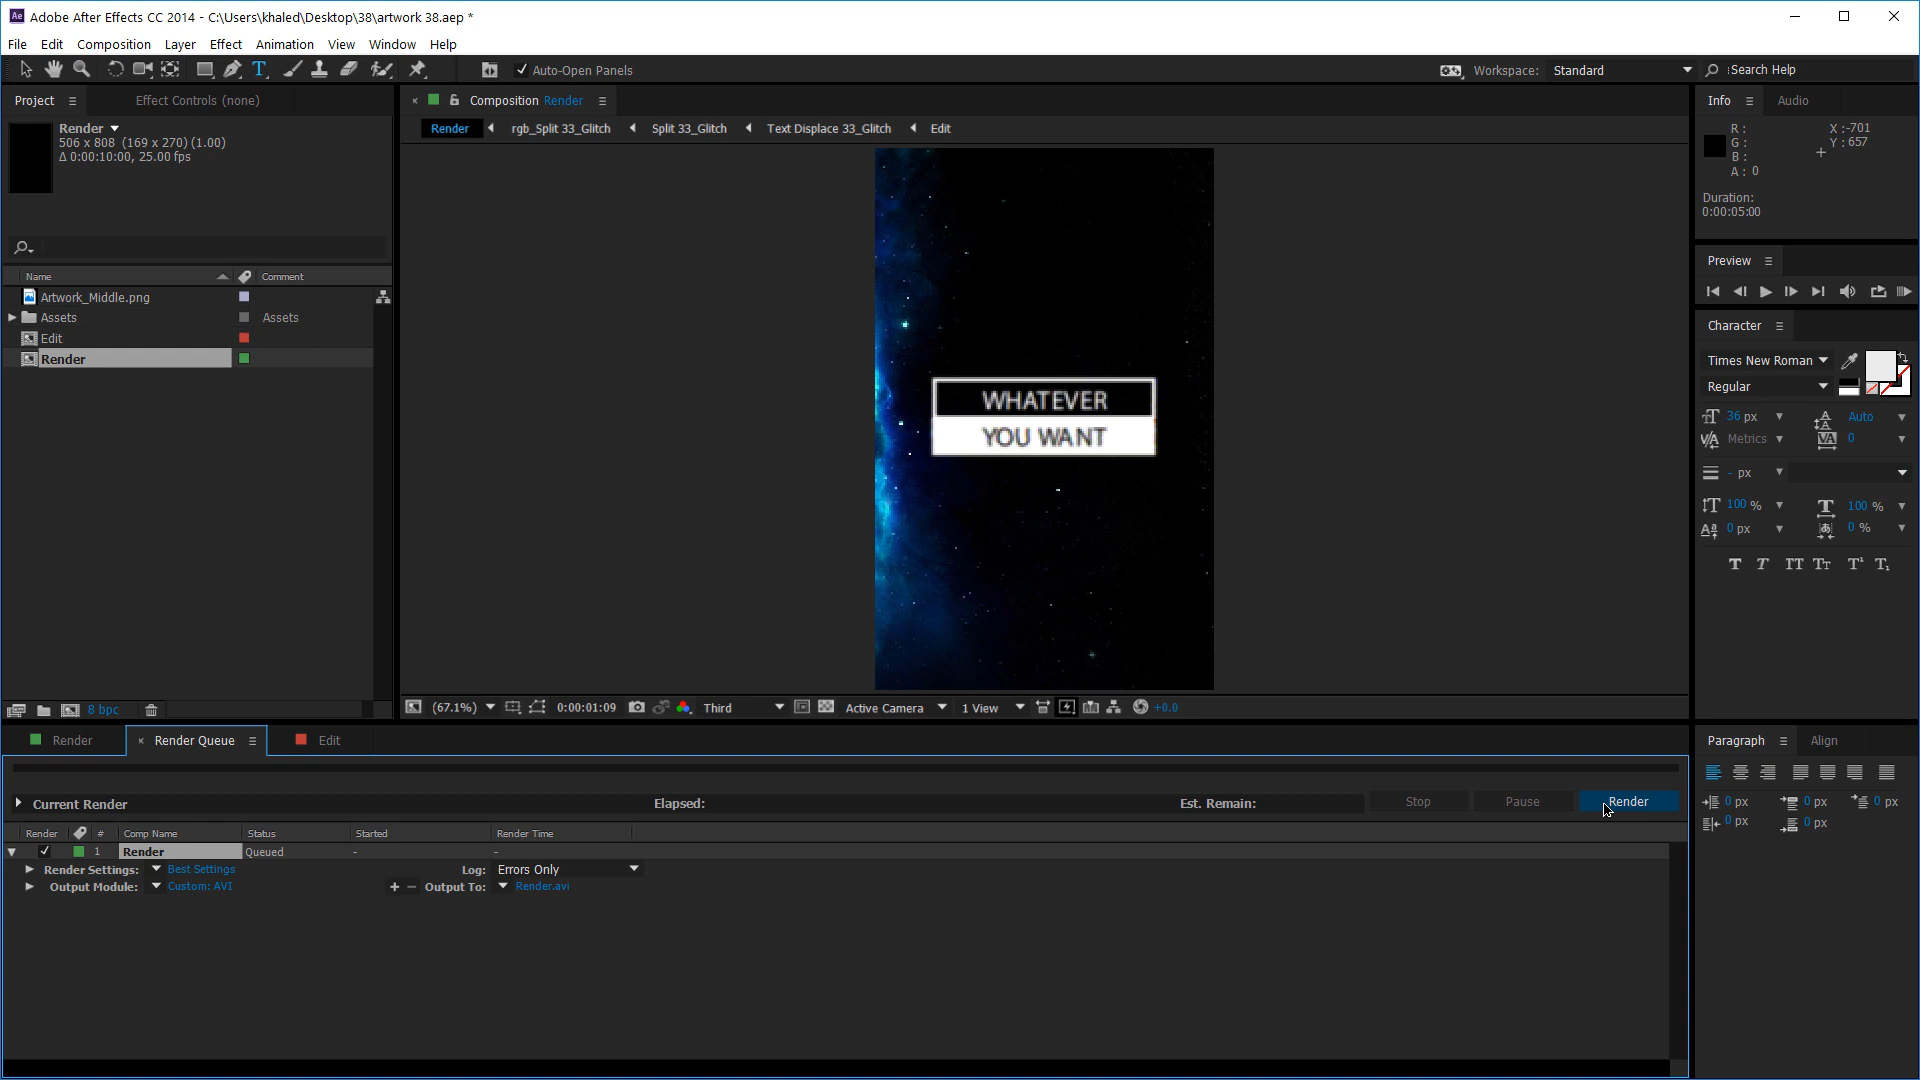 Adobe After Effects CC 2014 - C:\Users\khaled\Desktop\38\artwork 38.aep *
File Edit Composition Layer Effect Animation View Window Help
Auto-Open Panels
Workspace: Standard
Search Help
Project
Effect Controls (none)
Render
506 x 808 (169 x 270) (1.00)
Δ 0:00:10:00, 25.00 fps
Name
Comment
Artwork_Middle.png
Assets Assets
Edit
Render
8 bpc
Composition Render
Render rgb_Split 33_Glitch Split 33_Glitch Text Displace 33_Glitch Edit
WHATEVER
YOU WANT
(67.1%) 0:00:01:09 Third Active Camera 1 View +0.0
Info Audio
R : X :-701
G : Y : 657
B :
A : 0
Duration:
0:00:05:00
Preview
Character
Times New Roman
Regular
36 px Auto
Metrics 0
- px
100 % 100 %
0 px 0 %
Render Render Queue Edit
Current Render Elapsed: Est. Remain: Stop Pause Render
Render # Comp Name Status Started Render Time
1 Render Queued - -
Render Settings: Best Settings Log: Errors Only
Output Module: Custom: AVI + – Output To: Render.avi
Paragraph Align
0 px 0 px 0 px
0 px 0 px